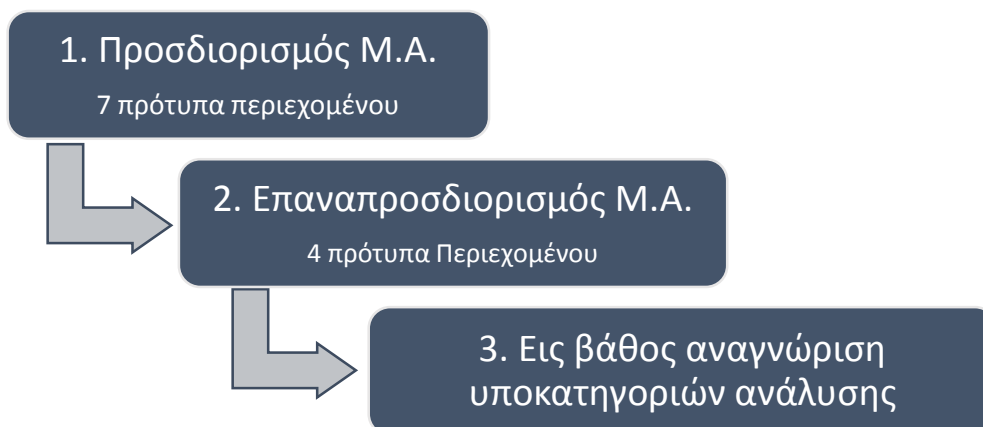 1. Προσδιορισμός Μ.Α.
7 πρότυπα περιεχομένου
2. Επαναπροσδιορισμός Μ.Α.
4 πρότυπα Περιεχομένου
3. Εις βάθος αναγνώριση
υποκατηγοριών ανάλυσης